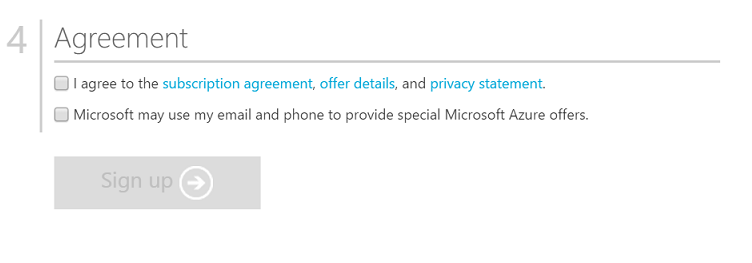 4 Agreement
I agree to the subscription agreement, offer details, and privacy statement.
Microsoft may use my email and phone to provide special Microsoft Azure offers.
Sign up